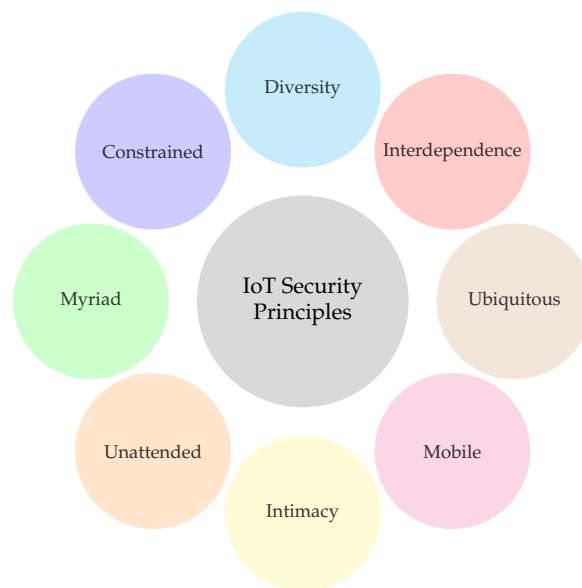 Diversity
Constrained
Interdependence
IoT Security
Principles
Myriad
Ubiquitous
Unattended
Mobile
Intimacy